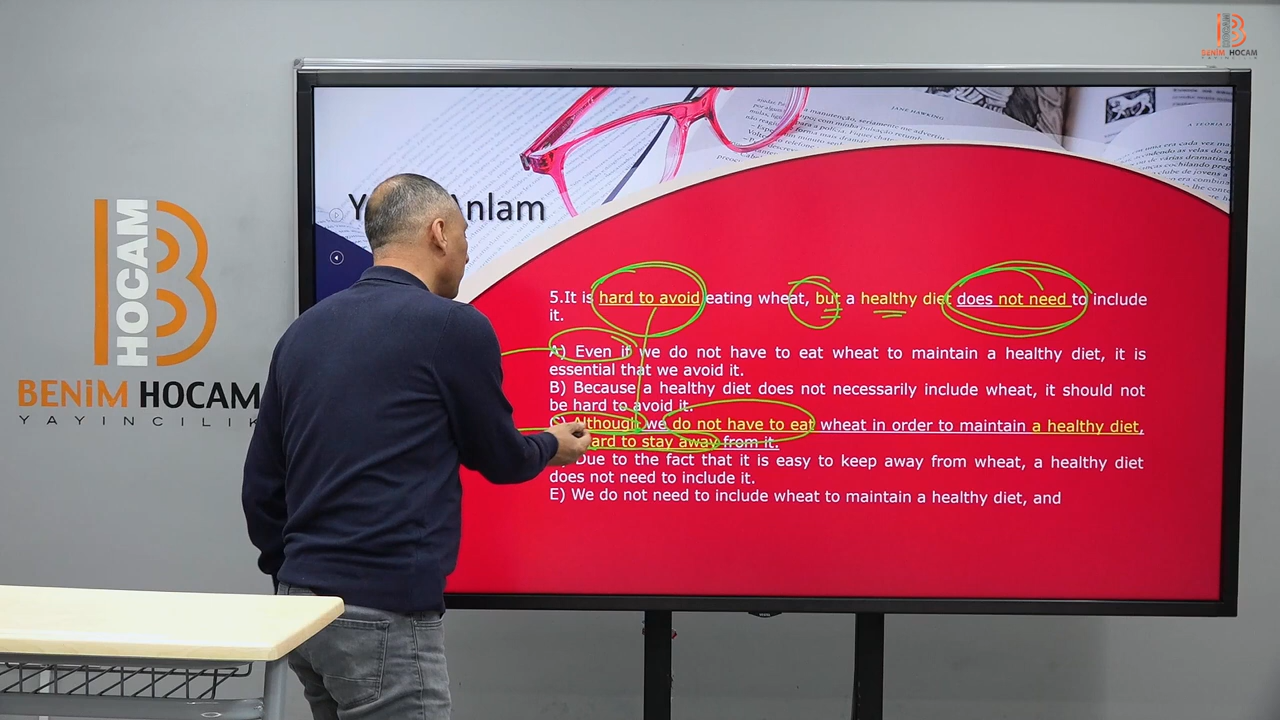 BENİM HOCAM
YAYINCILIK
HOCAM
BENİM HOCAM
YAYINCILIK
JANE HAWKING
A TEORIA D
Anlam
5.It is hard to avoid eating wheat, but a healthy diet does not need to include
it.
A) Even if we do not have to eat wheat to maintain a healthy diet, it is
essential that we avoid it.
B) Because a healthy diet does not necessarily include wheat, it should not
be hard to avoid it.
C) Although we do not have to eat wheat in order to maintain a healthy diet,
hard to stay away from it.
Due to the fact that it is easy to keep away from wheat, a healthy diet
does not need to include it.
E) We do not need to include wheat to maintain a healthy diet, and